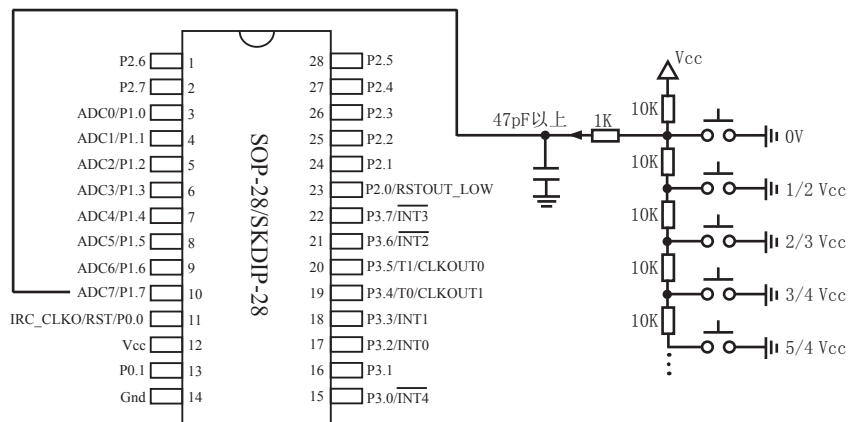 P2.6 1
P2.7 2
ADC0/P1.0 3
ADC1/P1.1 4
ADC2/P1.2 5
ADC3/P1.3 6
ADC4/P1.4 7
ADC5/P1.5 8
ADC6/P1.6 9
ADC7/P1.7 10
IRC_CLKO/RST/P0.0 11
Vcc 12
P0.1 13
Gnd 14
SOP-28/SKDIP-28
28 P2.5
27 P2.4
26 P2.3
25 P2.2
24 P2.1
23 P2.0/RSTOUT_LOW
22 P3.7/INT3
21 P3.6/INT2
20 P3.5/T1/CLKOUT0
19 P3.4/T0/CLKOUT1
18 P3.3/INT1
17 P3.2/INT0
16 P3.1
15 P3.0/INT4
47pF以上
1K
Vcc
10K
0V
10K
1/2 Vcc
10K
2/3 Vcc
10K
3/4 Vcc
10K
5/4 Vcc